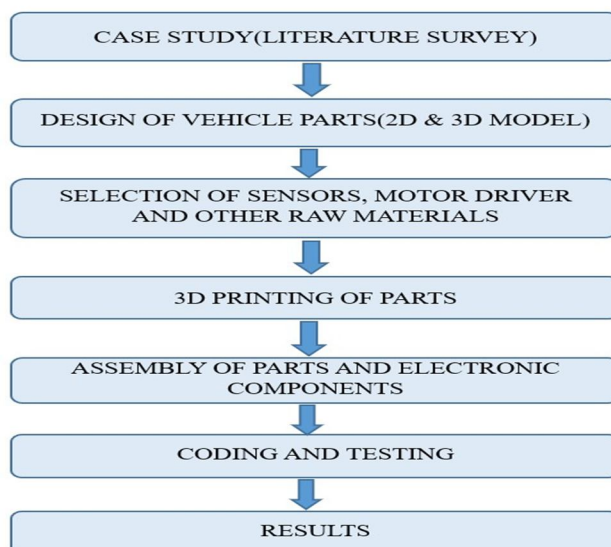 CASE STUDY(LITERATURE SURVEY)
DESIGN OF VEHICLE PARTS(2D & 3D MODEL)
SELECTION OF SENSORS, MOTOR DRIVER
AND OTHER RAW MATERIALS
3D PRINTING OF PARTS
ASSEMBLY OF PARTS AND ELECTRONIC
COMPONENTS
CODING AND TESTING
RESULTS